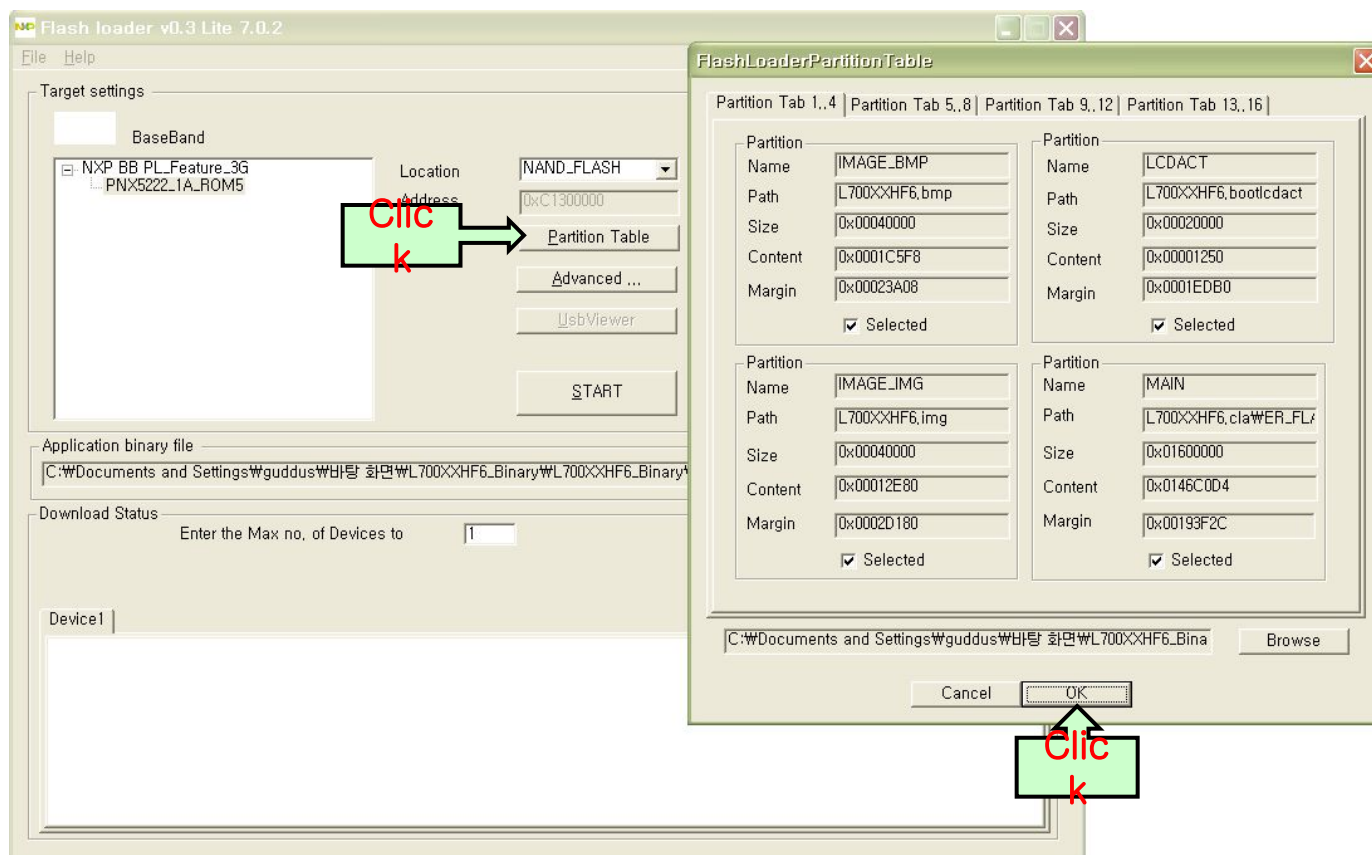 NXP Flash loader v0.3 Lite 7.0.2
File Help
Target settings
BaseBand
NXP BB PL_Feature_3G
PNX5222_1A_ROM5
Location
NAND_FLASH
Address
0xC1300000
Click
Partition Table
Advanced ...
UsbViewer
START
Application binary file
C:₩Documents and Settings₩guddus₩바탕 화면₩L700XXHF6_Binary₩L700XXHF6_Binary₩
Download Status
Enter the Max no, of Devices to
1
Device1
FlashLoaderPartitionTable
Partition Tab 1,,4 Partition Tab 5,,8 Partition Tab 9,,12 Partition Tab 13,,16
Partition
Name IMAGE_BMP
Path L700XXHF6,bmp
Size 0x00040000
Content 0x0001C5F8
Margin 0x00023A08
Selected
Partition
Name LCDACT
Path L700XXHF6,bootlcdact
Size 0x00020000
Content 0x00001250
Margin 0x0001EDB0
Selected
Partition
Name IMAGE_IMG
Path L700XXHF6,img
Size 0x00040000
Content 0x00012E80
Margin 0x0002D180
Selected
Partition
Name MAIN
Path L700XXHF6,cla₩ER_FLA
Size 0x01600000
Content 0x0146C0D4
Margin 0x00193F2C
Selected
C:₩Documents and Settings₩guddus₩바탕 화면₩L700XXHF6_Bina
Browse
Cancel
OK
Click